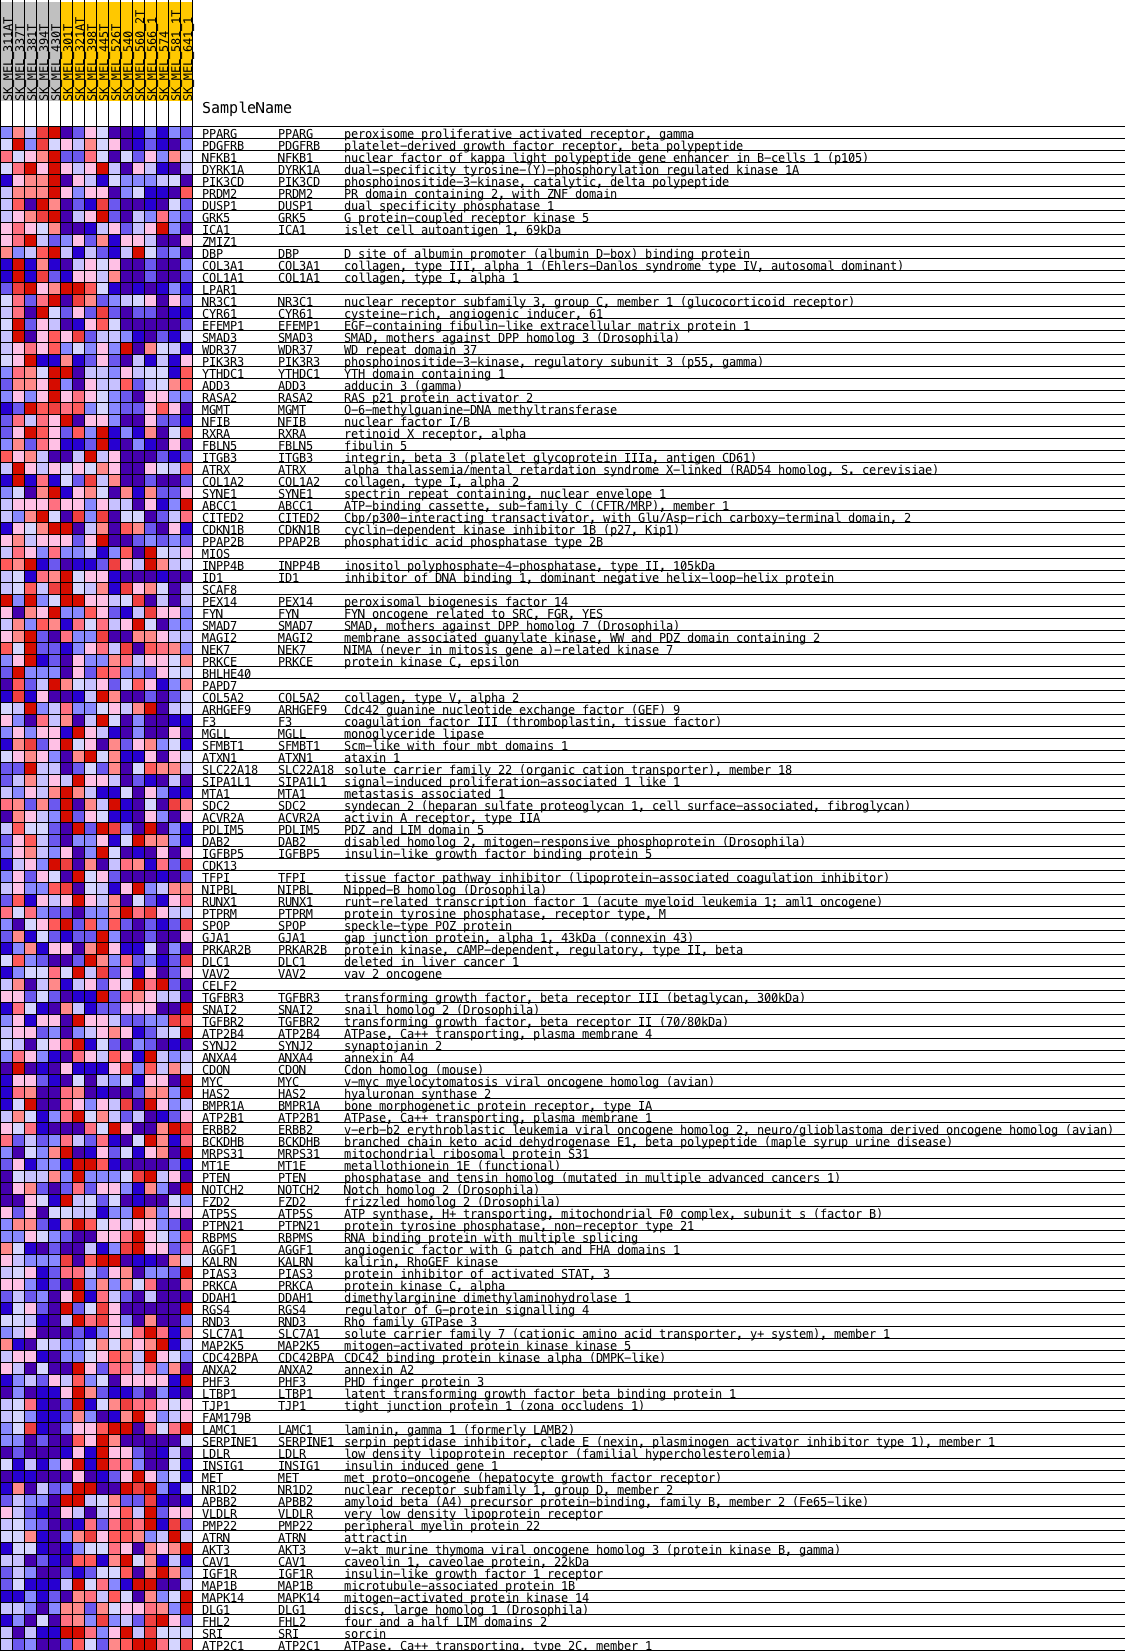 SK_MEL_311AT
SK_MEL_337T
SK_MEL_381T
SK_MEL_394T
SK_MEL_430T
SK_MEL_301T
SK_MEL_321AT
SK_MEL_398T
SK_MEL_445T
SK_MEL_526T
SK_MEL_540
SK_MEL_560_2T
SK_MEL_566_1
SK_MEL_574
SK_MEL_581_1T
SK_MEL_641_1
SampleName
PPARG PPARG peroxisome proliferative activated receptor, gamma
PDGFRB PDGFRB platelet-derived growth factor receptor, beta polypeptide
NFKB1 NFKB1 nuclear factor of kappa light polypeptide gene enhancer in B-cells 1 (p105)
DYRK1A DYRK1A dual-specificity tyrosine-(Y)-phosphorylation regulated kinase 1A
PIK3CD PIK3CD phosphoinositide-3-kinase, catalytic, delta polypeptide
PRDM2 PRDM2 PR domain containing 2, with ZNF domain
DUSP1 DUSP1 dual specificity phosphatase 1
GRK5 GRK5 G protein-coupled receptor kinase 5
ICA1 ICA1 islet cell autoantigen 1, 69kDa
ZMIZ1
DBP DBP D site of albumin promoter (albumin D-box) binding protein
COL3A1 COL3A1 collagen, type III, alpha 1 (Ehlers-Danlos syndrome type IV, autosomal dominant)
COL1A1 COL1A1 collagen, type I, alpha 1
LPAR1
NR3C1 NR3C1 nuclear receptor subfamily 3, group C, member 1 (glucocorticoid receptor)
CYR61 CYR61 cysteine-rich, angiogenic inducer, 61
EFEMP1 EFEMP1 EGF-containing fibulin-like extracellular matrix protein 1
SMAD3 SMAD3 SMAD, mothers against DPP homolog 3 (Drosophila)
WDR37 WDR37 WD repeat domain 37
PIK3R3 PIK3R3 phosphoinositide-3-kinase, regulatory subunit 3 (p55, gamma)
YTHDC1 YTHDC1 YTH domain containing 1
ADD3 ADD3 adducin 3 (gamma)
RASA2 RASA2 RAS p21 protein activator 2
MGMT MGMT O-6-methylguanine-DNA methyltransferase
NFIB NFIB nuclear factor I/B
RXRA RXRA retinoid X receptor, alpha
FBLN5 FBLN5 fibulin 5
ITGB3 ITGB3 integrin, beta 3 (platelet glycoprotein IIIa, antigen CD61)
ATRX ATRX alpha thalassemia/mental retardation syndrome X-linked (RAD54 homolog, S. cerevisiae)
COL1A2 COL1A2 collagen, type I, alpha 2
SYNE1 SYNE1 spectrin repeat containing, nuclear envelope 1
ABCC1 ABCC1 ATP-binding cassette, sub-family C (CFTR/MRP), member 1
CITED2 CITED2 Cbp/p300-interacting transactivator, with Glu/Asp-rich carboxy-terminal domain, 2
CDKN1B CDKN1B cyclin-dependent kinase inhibitor 1B (p27, Kip1)
PPAP2B PPAP2B phosphatidic acid phosphatase type 2B
MIOS
INPP4B INPP4B inositol polyphosphate-4-phosphatase, type II, 105kDa
ID1 ID1 inhibitor of DNA binding 1, dominant negative helix-loop-helix protein
SCAF8
PEX14 PEX14 peroxisomal biogenesis factor 14
FYN FYN FYN oncogene related to SRC, FGR, YES
SMAD7 SMAD7 SMAD, mothers against DPP homolog 7 (Drosophila)
MAGI2 MAGI2 membrane associated guanylate kinase, WW and PDZ domain containing 2
NEK7 NEK7 NIMA (never in mitosis gene a)-related kinase 7
PRKCE PRKCE protein kinase C, epsilon
BHLHE40
PAPD7
COL5A2 COL5A2 collagen, type V, alpha 2
ARHGEF9 ARHGEF9 Cdc42 guanine nucleotide exchange factor (GEF) 9
F3 F3 coagulation factor III (thromboplastin, tissue factor)
MGLL MGLL monoglyceride lipase
SFMBT1 SFMBT1 Scm-like with four mbt domains 1
ATXN1 ATXN1 ataxin 1
SLC22A18 SLC22A18 solute carrier family 22 (organic cation transporter), member 18
SIPA1L1 SIPA1L1 signal-induced proliferation-associated 1 like 1
MTA1 MTA1 metastasis associated 1
SDC2 SDC2 syndecan 2 (heparan sulfate proteoglycan 1, cell surface-associated, fibroglycan)
ACVR2A ACVR2A activin A receptor, type IIA
PDLIM5 PDLIM5 PDZ and LIM domain 5
DAB2 DAB2 disabled homolog 2, mitogen-responsive phosphoprotein (Drosophila)
IGFBP5 IGFBP5 insulin-like growth factor binding protein 5
CDK13
TFPI TFPI tissue factor pathway inhibitor (lipoprotein-associated coagulation inhibitor)
NIPBL NIPBL Nipped-B homolog (Drosophila)
RUNX1 RUNX1 runt-related transcription factor 1 (acute myeloid leukemia 1; aml1 oncogene)
PTPRM PTPRM protein tyrosine phosphatase, receptor type, M
SPOP SPOP speckle-type POZ protein
GJA1 GJA1 gap junction protein, alpha 1, 43kDa (connexin 43)
PRKAR2B PRKAR2B protein kinase, cAMP-dependent, regulatory, type II, beta
DLC1 DLC1 deleted in liver cancer 1
VAV2 VAV2 vav 2 oncogene
CELF2
TGFBR3 TGFBR3 transforming growth factor, beta receptor III (betaglycan, 300kDa)
SNAI2 SNAI2 snail homolog 2 (Drosophila)
TGFBR2 TGFBR2 transforming growth factor, beta receptor II (70/80kDa)
ATP2B4 ATP2B4 ATPase, Ca++ transporting, plasma membrane 4
SYNJ2 SYNJ2 synaptojanin 2
ANXA4 ANXA4 annexin A4
CDON CDON Cdon homolog (mouse)
MYC MYC v-myc myelocytomatosis viral oncogene homolog (avian)
HAS2 HAS2 hyaluronan synthase 2
BMPR1A BMPR1A bone morphogenetic protein receptor, type IA
ATP2B1 ATP2B1 ATPase, Ca++ transporting, plasma membrane 1
ERBB2 ERBB2 v-erb-b2 erythroblastic leukemia viral oncogene homolog 2, neuro/glioblastoma derived oncogene homolog (avian)
BCKDHB BCKDHB branched chain keto acid dehydrogenase E1, beta polypeptide (maple syrup urine disease)
MRPS31 MRPS31 mitochondrial ribosomal protein S31
MT1E MT1E metallothionein 1E (functional)
PTEN PTEN phosphatase and tensin homolog (mutated in multiple advanced cancers 1)
NOTCH2 NOTCH2 Notch homolog 2 (Drosophila)
FZD2 FZD2 frizzled homolog 2 (Drosophila)
ATP5S ATP5S ATP synthase, H+ transporting, mitochondrial F0 complex, subunit s (factor B)
PTPN21 PTPN21 protein tyrosine phosphatase, non-receptor type 21
RBPMS RBPMS RNA binding protein with multiple splicing
AGGF1 AGGF1 angiogenic factor with G patch and FHA domains 1
KALRN KALRN kalirin, RhoGEF kinase
PIAS3 PIAS3 protein inhibitor of activated STAT, 3
PRKCA PRKCA protein kinase C, alpha
DDAH1 DDAH1 dimethylarginine dimethylaminohydrolase 1
RGS4 RGS4 regulator of G-protein signalling 4
RND3 RND3 Rho family GTPase 3
SLC7A1 SLC7A1 solute carrier family 7 (cationic amino acid transporter, y+ system), member 1
MAP2K5 MAP2K5 mitogen-activated protein kinase kinase 5
CDC42BPA CDC42BPA CDC42 binding protein kinase alpha (DMPK-like)
ANXA2 ANXA2 annexin A2
PHF3 PHF3 PHD finger protein 3
LTBP1 LTBP1 latent transforming growth factor beta binding protein 1
TJP1 TJP1 tight junction protein 1 (zona occludens 1)
FAM179B
LAMC1 LAMC1 laminin, gamma 1 (formerly LAMB2)
SERPINE1 SERPINE1 serpin peptidase inhibitor, clade E (nexin, plasminogen activator inhibitor type 1), member 1
LDLR LDLR low density lipoprotein receptor (familial hypercholesterolemia)
INSIG1 INSIG1 insulin induced gene 1
MET MET met proto-oncogene (hepatocyte growth factor receptor)
NR1D2 NR1D2 nuclear receptor subfamily 1, group D, member 2
APBB2 APBB2 amyloid beta (A4) precursor protein-binding, family B, member 2 (Fe65-like)
VLDLR VLDLR very low density lipoprotein receptor
PMP22 PMP22 peripheral myelin protein 22
ATRN ATRN attractin
AKT3 AKT3 v-akt murine thymoma viral oncogene homolog 3 (protein kinase B, gamma)
CAV1 CAV1 caveolin 1, caveolae protein, 22kDa
IGF1R IGF1R insulin-like growth factor 1 receptor
MAP1B MAP1B microtubule-associated protein 1B
MAPK14 MAPK14 mitogen-activated protein kinase 14
DLG1 DLG1 discs, large homolog 1 (Drosophila)
FHL2 FHL2 four and a half LIM domains 2
SRI SRI sorcin
ATP2C1 ATP2C1 ATPase, Ca++ transporting, type 2C, member 1